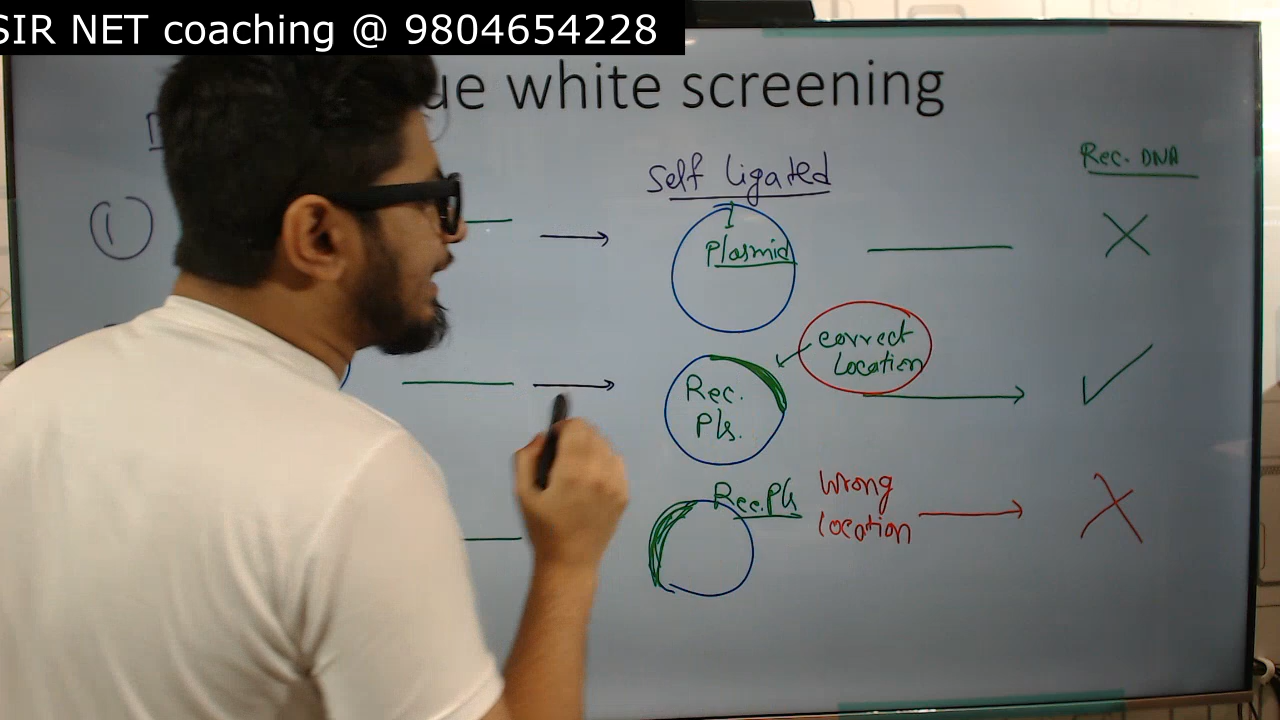 SIR NET coaching @ 9804654228
ue white screening
Self Ligated
Rec. DNA
①
Plasmid
correct
Location
Rec.
Pls.
Rec. Pls
Wrong
location